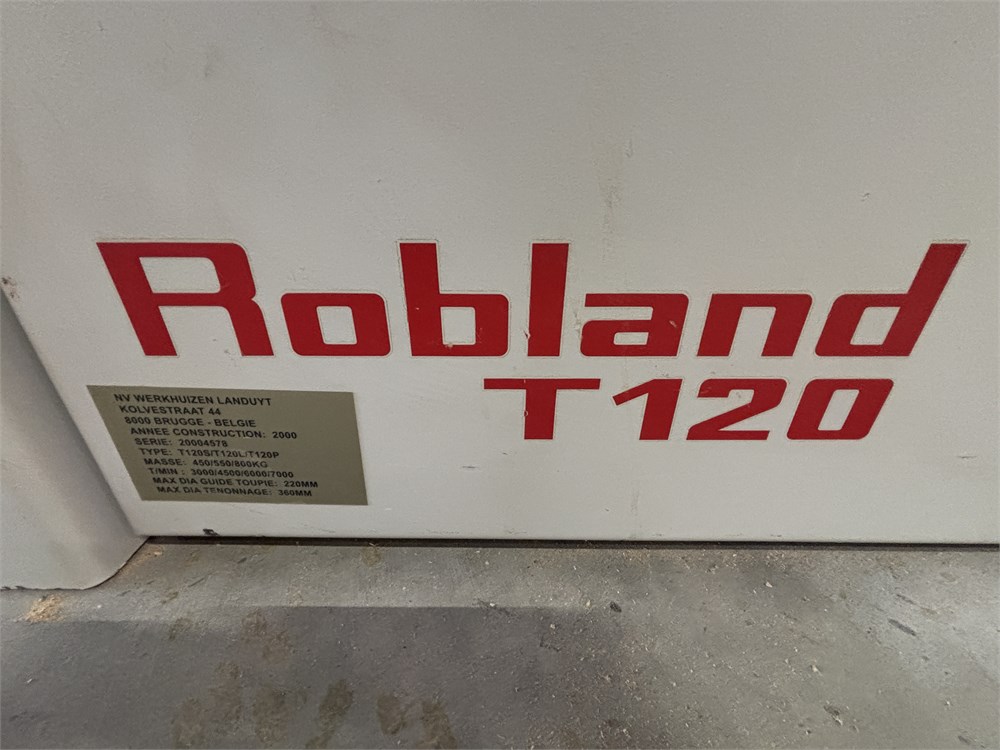 Robland
T120
NV WERKHUIZEN LANDUYT
KOLVESTRAAT 44
8000 BRUGGE - BELGIE
ANNEE CONSTRUCTION: 2000
SERIE: 20004578
TYPE: T120S/T120L/T120P
MASSE: 450/550/800KG
T/MIN : 3000/4500/6000/7000
MAX DIA GUIDE TOUPIE: 220MM
MAX DIA TENONNAGE: 360MM